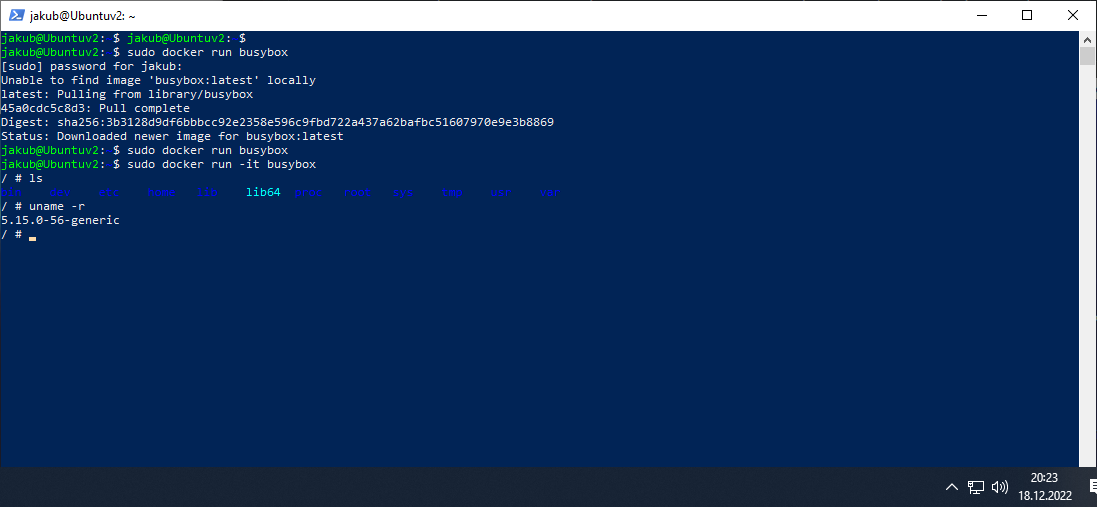 jakub@Ubuntuv2: ~
jakub@Ubuntuv2:~$ jakub@Ubuntuv2:~$
jakub@Ubuntuv2:~$ sudo docker run busybox
[sudo] password for jakub:
Unable to find image 'busybox:latest' locally
latest: Pulling from library/busybox
45a0cdc5c8d3: Pull complete
Digest: sha256:3b3128d9df6bbbcc92e2358e596c9fbd722a437a62bafbc51607970e9e3b8869
Status: Downloaded newer image for busybox:latest
jakub@Ubuntuv2:~$ sudo docker run busybox
jakub@Ubuntuv2:~$ sudo docker run -it busybox
/ # ls
bin dev etc home lib lib64 proc root sys tmp usr var
/ # uname -r
5.15.0-56-generic
/ #
20:23
18.12.2022